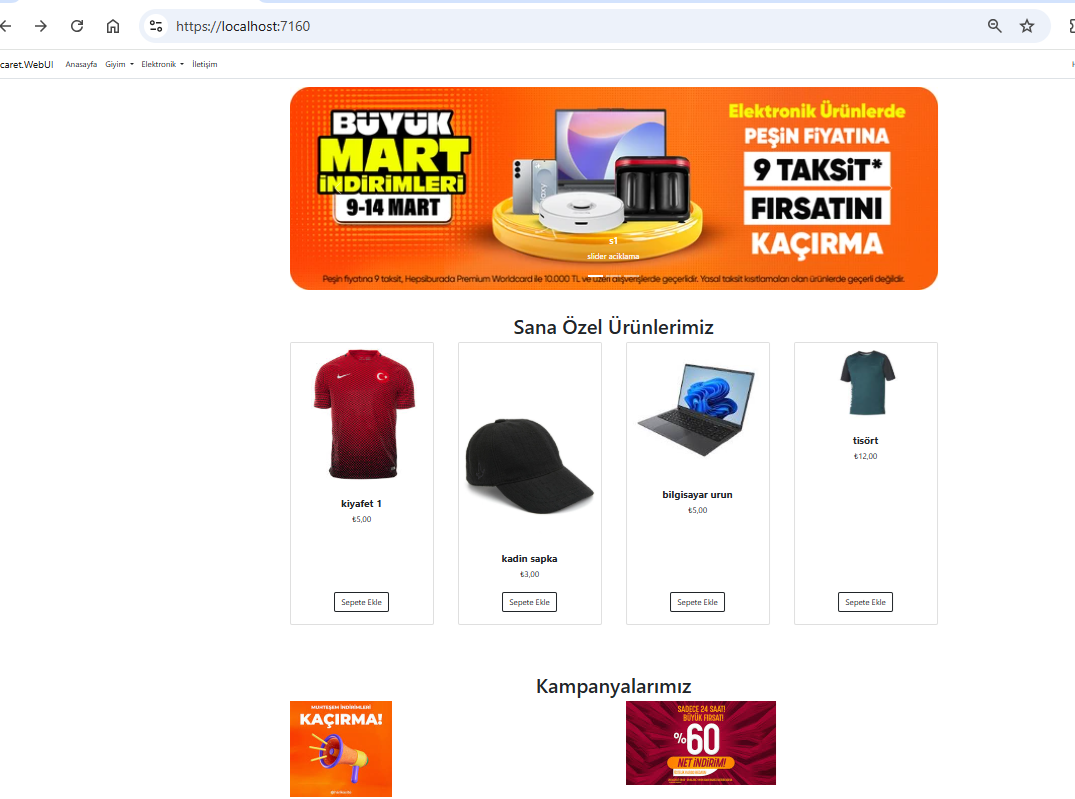 https://localhost:7160
caret.WebUI Anasayfa Giyim Elektronik İletişim
BÜYÜK
MART
İNDİRİMLERİ
9-14 MART
Elektronik Ürünlerde
PEŞİN FİYATINA
9 TAKSİT*
FIRSATINI
KAÇIRMA
s1
slider aciklama
Peşin fiyatına 9 taksit, Hepsiburada Premium Worldcard ile 10.000 TL ve üzeri alışverişlerde geçerlidir. Yasal taksit kısıtlamaları olan ürünlerde geçerli değildir.
Sana Özel Ürünlerimiz
kiyafet 1
₺5,00
Sepete Ekle
kadin sapka
₺3,00
Sepete Ekle
bilgisayar urun
₺5,00
Sepete Ekle
tisört
₺12,00
Sepete Ekle
Kampanyalarımız
MUHTEŞEM İNDİRİMLERİ
KAÇIRMA!
SADECE 24 SAAT!
BÜYÜK FIRSAT!
%60
NET İNDİRİM!